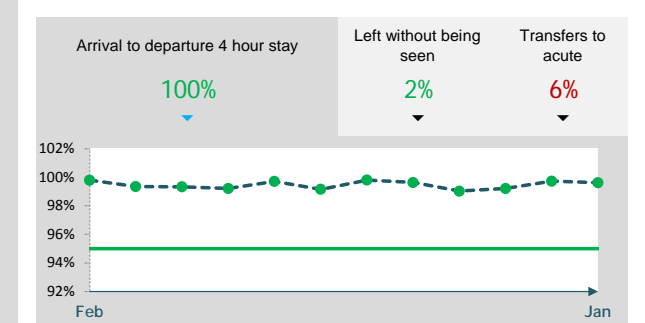 Arrival to departure 4 hour stay
100%
Left without being
seen
2%
Transfers to
acute
6%
102%
100%
98%
96%
94%
92%
Feb
Jan